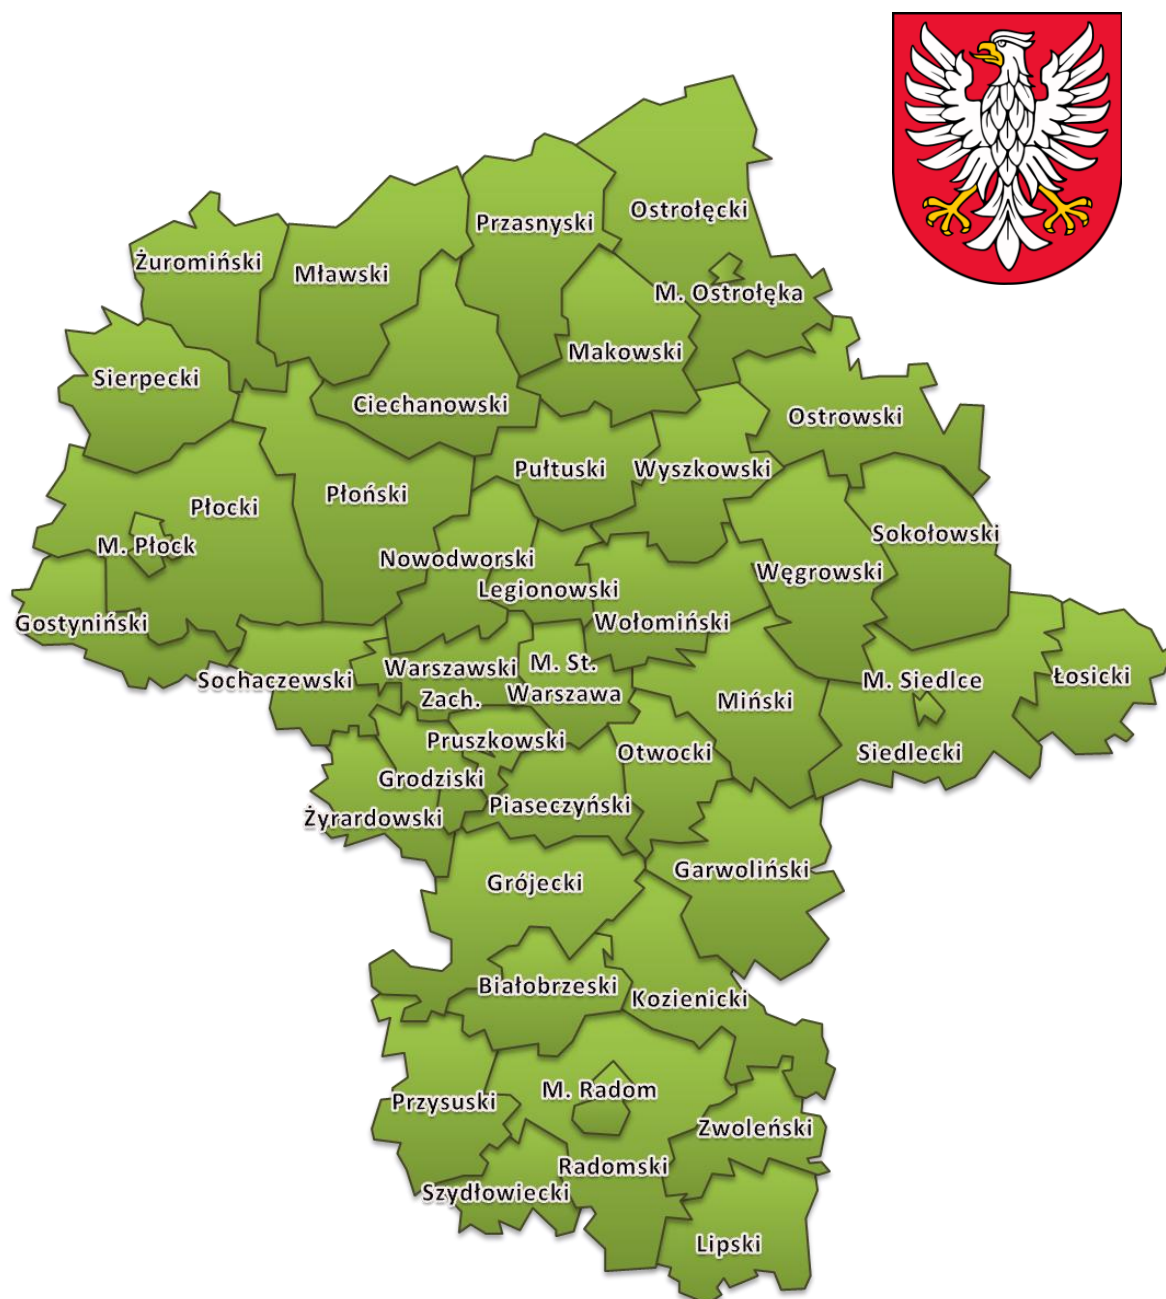 Ostrołęcki
Przasnyski
Żuromiński
Mławski
M. Ostrołęka
Makowski
Sierpecki
Ciechanowski
Ostrowski
Pułtuski
Wyszkowski
Płoński
Płocki
Sokołowski
M. Płock
Nowodworski
Węgrowski
Legionowski
Gostyniński
Wołomiński
Warszawski
Zach.
M. St.
Warszawa
Sochaczewski
M. Siedlce
Łosicki
Miński
Pruszkowski
Otwocki
Siedlecki
Grodziski
Piaseczyński
Żyrardowski
Garwoliński
Grójecki
Białobrzeski
Kozienicki
M. Radom
Przysuski
Zwoleński
Radomski
Szydłowiecki
Lipski